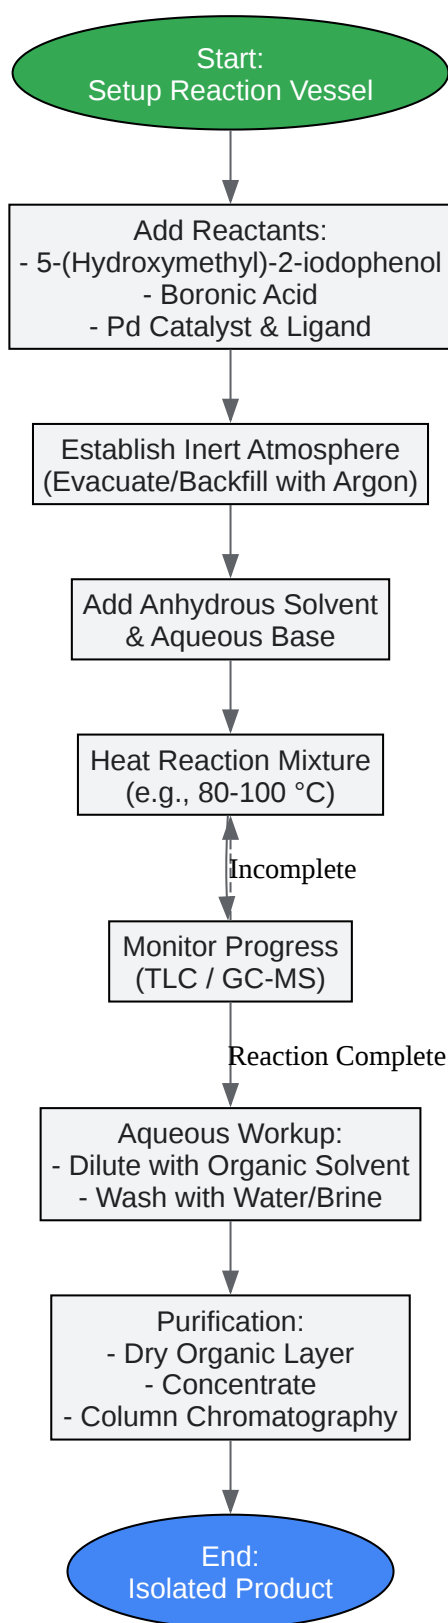 Start:
Setup Reaction Vessel
Add Reactants:
- 5-(Hydroxymethyl)-2-iodophenol
- Boronic Acid
- Pd Catalyst & Ligand
Establish Inert Atmosphere
(Evacuate/Backfill with Argon)
Add Anhydrous Solvent
& Aqueous Base
Heat Reaction Mixture
(e.g., 80-100 °C)
Incomplete
Monitor Progress
(TLC / GC-MS)
Reaction Complete
Aqueous Workup:
- Dilute with Organic Solvent
- Wash with Water/Brine
Purification:
- Dry Organic Layer
- Concentrate
- Column Chromatography
End:
Isolated Product